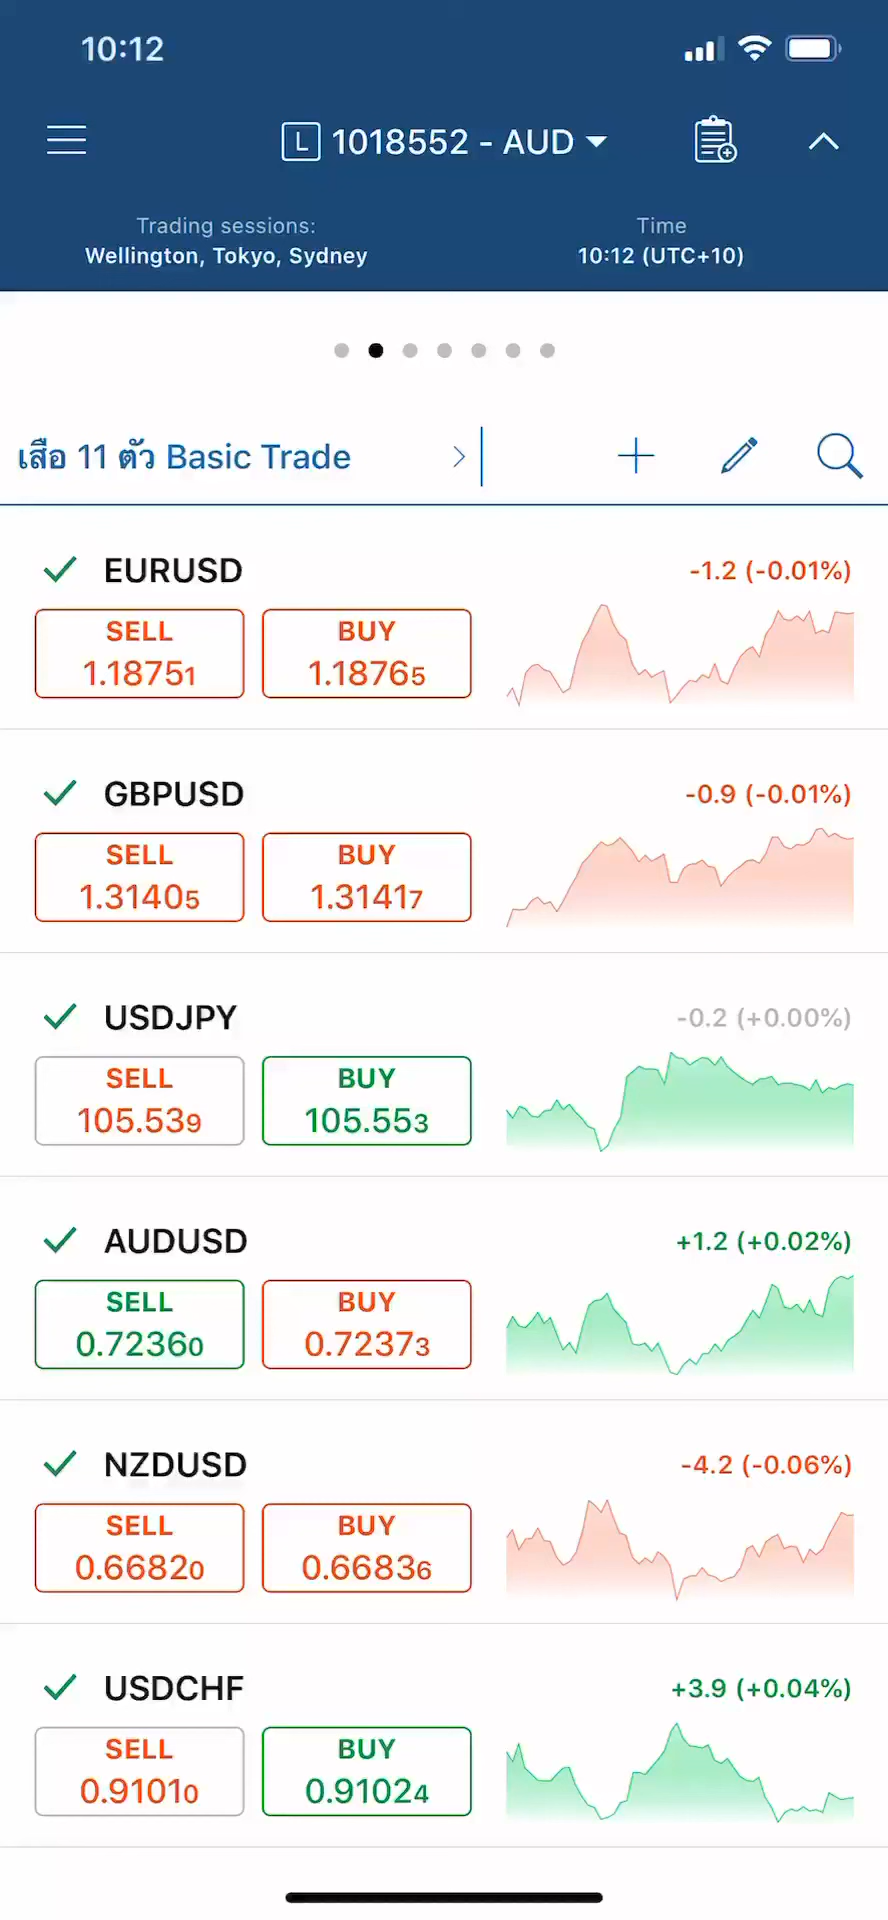 10:12
L 1018552 - AUD
Trading sessions:
Wellington, Tokyo, Sydney
Time
10:12 (UTC+10)
เสือ 11 ตัว Basic Trade
EURUSD
-1.2 (-0.01%)
SELL
1.18751
BUY
1.18765
GBPUSD
-0.9 (-0.01%)
SELL
1.31405
BUY
1.31417
USDJPY
-0.2 (+0.00%)
SELL
105.539
BUY
105.553
AUDUSD
+1.2 (+0.02%)
SELL
0.72360
BUY
0.72373
NZDUSD
-4.2 (-0.06%)
SELL
0.66820
BUY
0.66836
USDCHF
+3.9 (+0.04%)
SELL
0.91010
BUY
0.91024